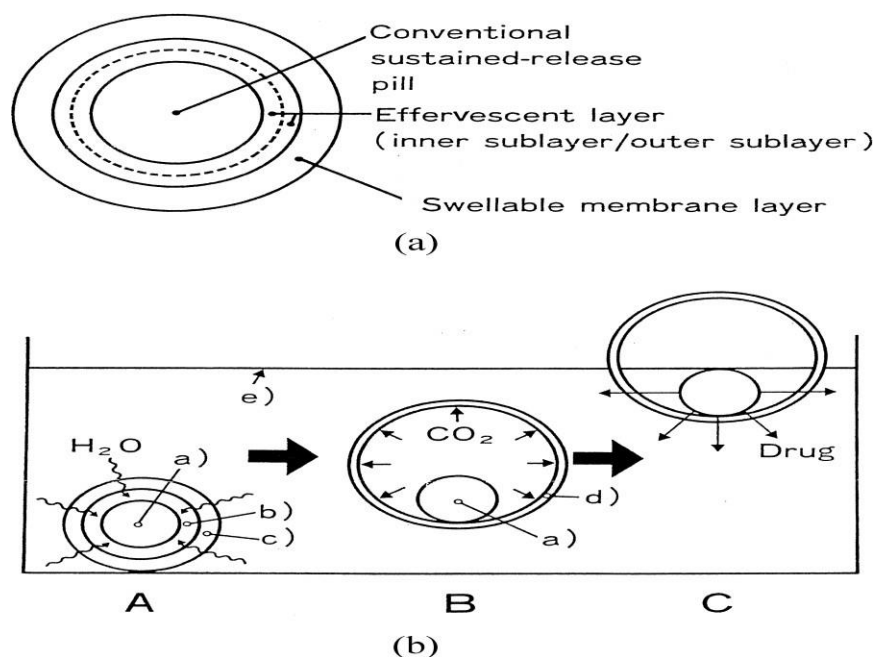 Conventional
sustained-release
pill
Effervescent layer
(inner sublayer/outer sublayer)
Swellable membrane layer
(a)
e)
H₂O
a)
b)
c)
CO₂
d)
a)
Drug
A
B
C
(b)